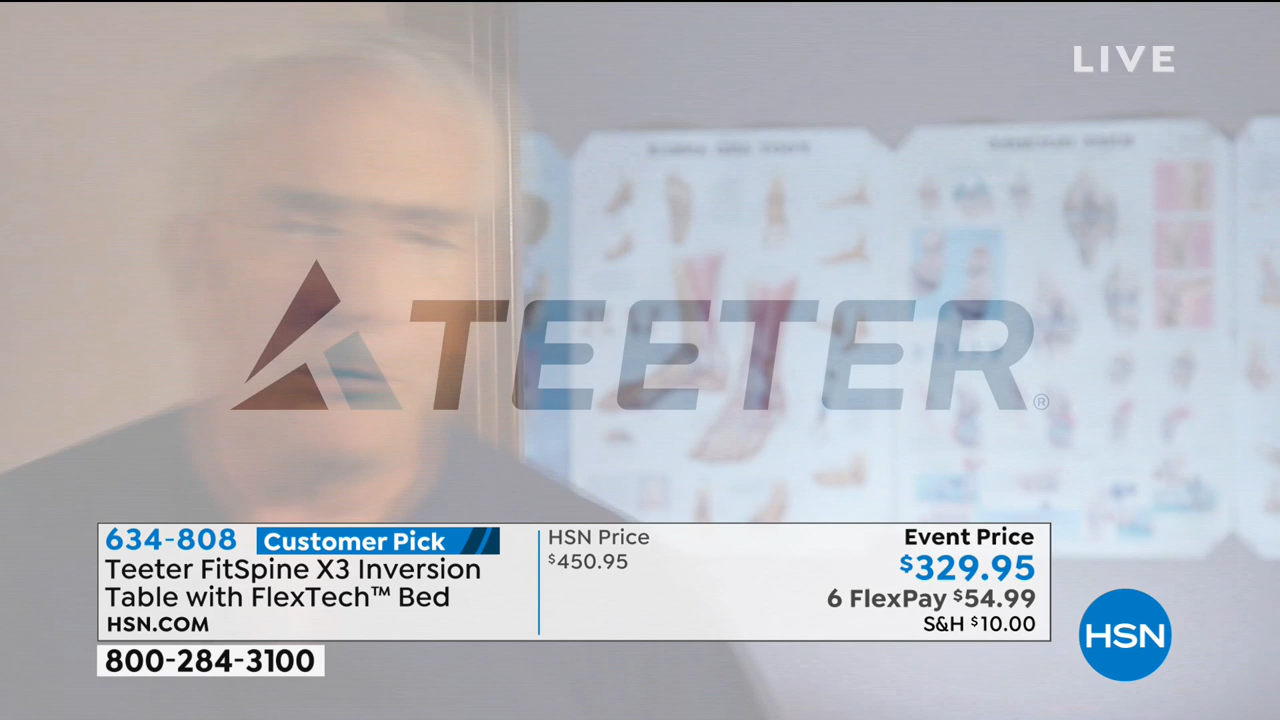 LIVE
TEETER®
634-808 Customer Pick
Teeter FitSpine X3 Inversion
Table with FlexTech™ Bed
HSN.COM
HSN Price
$450.95
Event Price
$329.95
6 FlexPay $54.99
S&H $10.00
800-284-3100
HSN